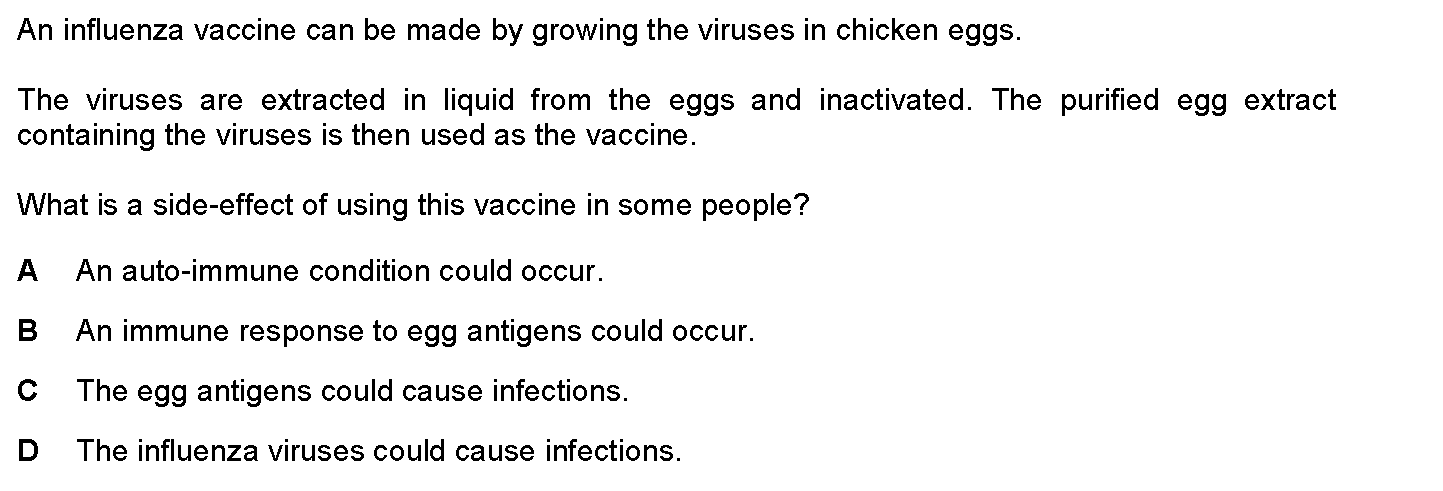 An influenza vaccine can be made by growing the viruses in chicken eggs.
The viruses are extracted in liquid from the eggs and inactivated. The purified egg extract
containing the viruses is then used as the vaccine.
What is a side-effect of using this vaccine in some people?
A An auto-immune condition could occur.
B An immune response to egg antigens could occur.
C The egg antigens could cause infections.
D The influenza viruses could cause infections.